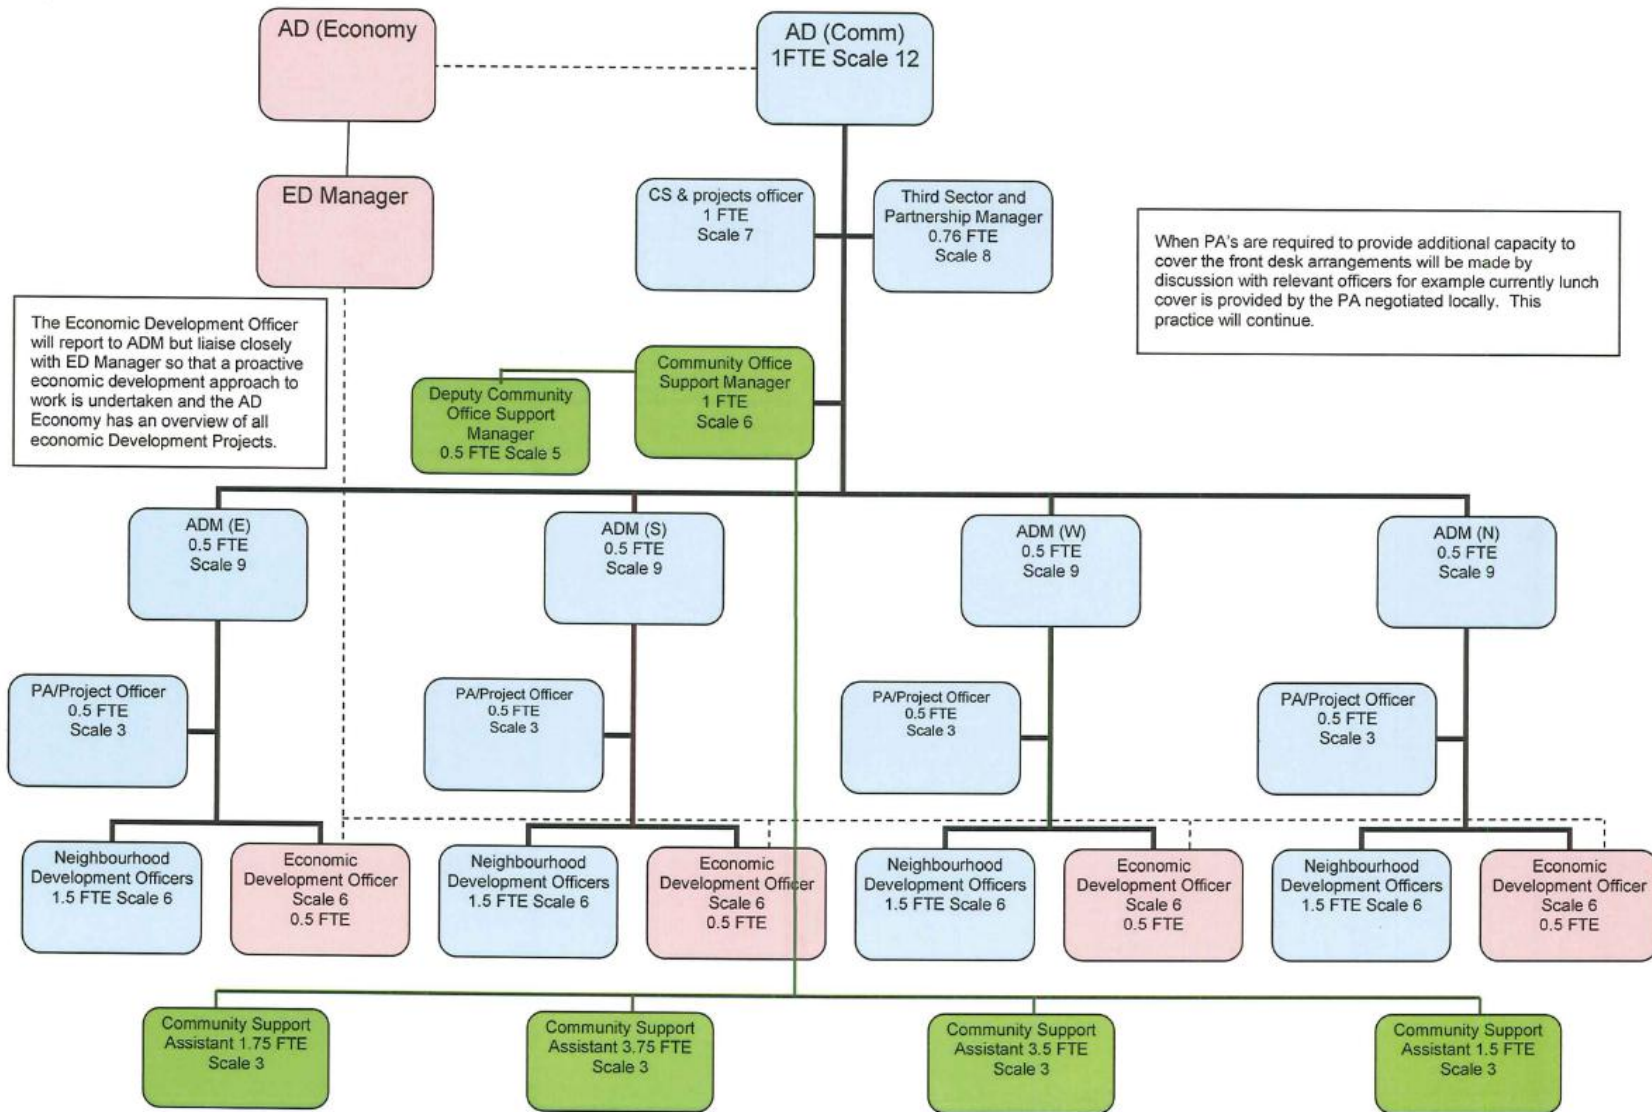 AD (Economy
AD (Comm)
1FTE Scale 12
ED Manager
CS & projects officer
1 FTE
Scale 7
Third Sector and
Partnership Manager
0.76 FTE
Scale 8
When PA's are required to provide additional capacity to
cover the front desk arrangements will be made by
discussion with relevant officers for example currently lunch
cover is provided by the PA negotiated locally. This
practice will continue.
The Economic Development Officer
will report to ADM but liaise closely
with ED Manager so that a proactive
economic development approach to
work is undertaken and the AD
Economy has an overview of all
economic Development Projects.
Deputy Community
Office Support
Manager
0.5 FTE Scale 5
Community Office
Support Manager
1 FTE
Scale 6
ADM (E)
0.5 FTE
Scale 9
ADM (S)
0.5 FTE
Scale 9
ADM (W)
0.5 FTE
Scale 9
ADM (N)
0.5 FTE
Scale 9
PA/Project Officer
0.5 FTE
Scale 3
PA/Project Officer
0.5 FTE
Scale 3
PA/Project Officer
0.5 FTE
Scale 3
PA/Project Officer
0.5 FTE
Scale 3
Neighbourhood
Development Officers
1.5 FTE Scale 6
Economic
Development Officer
Scale 6
0.5 FTE
Neighbourhood
Development Officers
1.5 FTE Scale 6
Economic
Development Officer
Scale 6
0.5 FTE
Neighbourhood
Development Officers
1.5 FTE Scale 6
Economic
Development Officer
Scale 6
0.5 FTE
Neighbourhood
Development Officers
1.5 FTE Scale 6
Economic
Development Officer
Scale 6
0.5 FTE
Community Support
Assistant 1.75 FTE
Scale 3
Community Support
Assistant 3.75 FTE
Scale 3
Community Support
Assistant 3.5 FTE
Scale 3
Community Support
Assistant 1.5 FTE
Scale 3